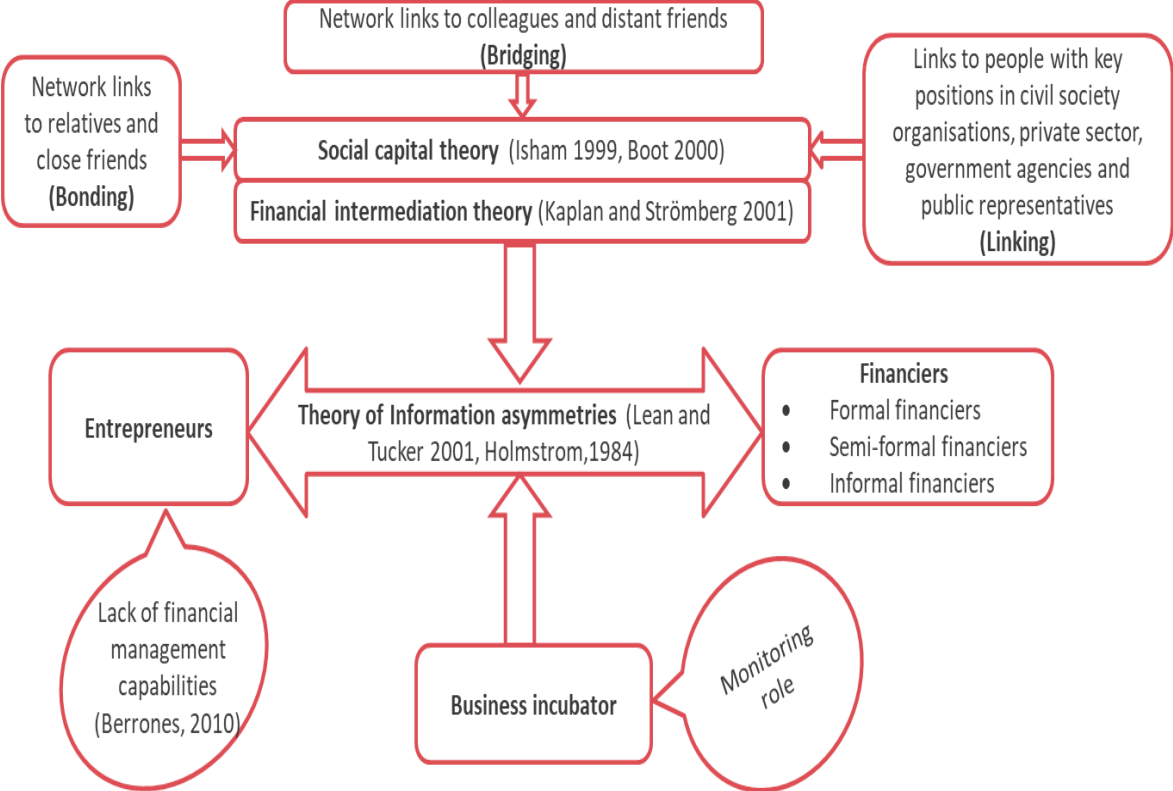 Network links to colleagues and distant friends
(Bridging)
Network links
to relatives and
close friends
(Bonding)
Links to people with key
positions in civil society
organisations, private sector,
government agencies and
public representatives
(Linking)
Social capital theory (Isham 1999, Boot 2000)
Financial intermediation theory (Kaplan and Strömberg 2001)
Entrepreneurs
Theory of Information asymmetries (Lean and
Tucker 2001, Holmstrom,1984)
Financiers
• Formal financiers
• Semi-formal financiers
• Informal financiers
Lack of financial
management
capabilities
(Berrones, 2010)
Business incubator
Monitoring
role